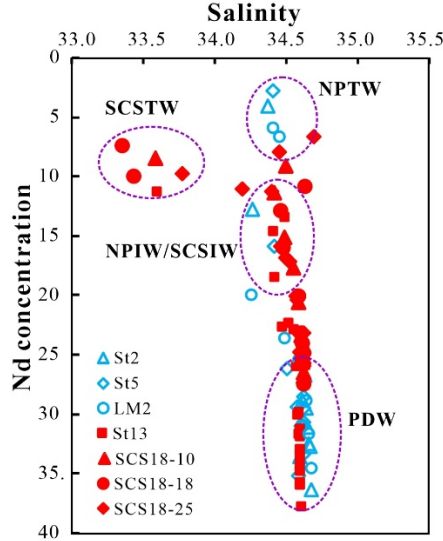 Salinity
33.0 33.5 34.0 34.5 35.0 35.5
0
5
10
15
20
25
30
35
40
Nd concentration
NPTW
SCSTW
NPIW/SCSIW
PDW
St2
St5
LM2
St13
SCS18-10
SCS18-18
SCS18-25